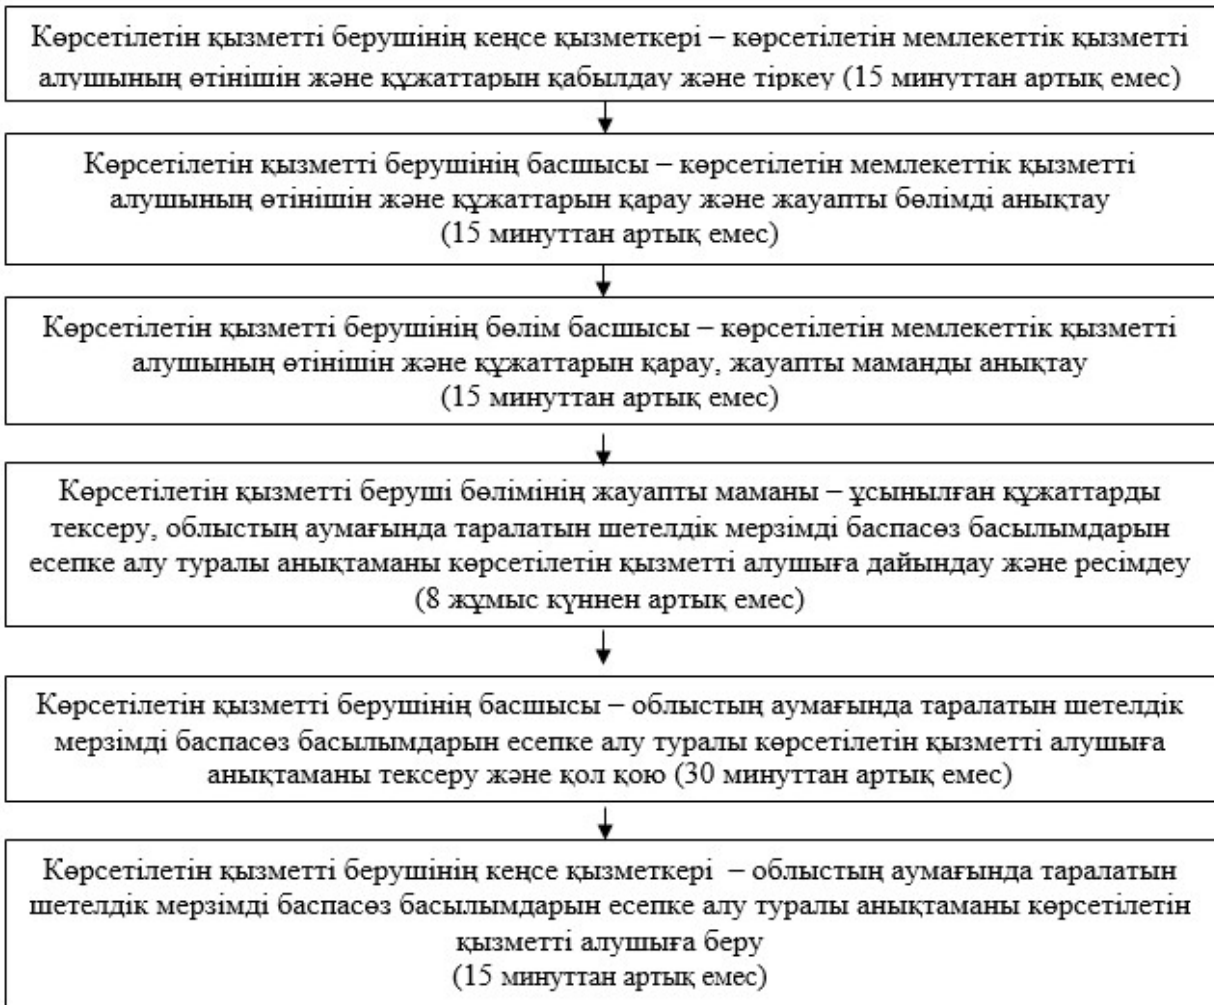 Көрсетілетін қызметті берушінің кеңсе қызметкері – көрсетілетін мемлекеттік қызметті
алушының өтінішін және құжаттарын қабылдау және тіркеу (15 минуттан артық емес)
Көрсетілетін қызметті берушінің басшысы – көрсетілетін мемлекеттік қызметті
алушының өтінішін және құжаттарын қарау және жауапты бөлімді анықтау
(15 минуттан артық емес)
Көрсетілетін қызметті берушінің бөлім басшысы – көрсетілетін мемлекеттік қызметті
алушының өтінішін және құжаттарын қарау, жауапты маманды анықтау
(15 минуттан артық емес)
Көрсетілетін қызметті беруші бөлімінің жауапты маманы – ұсынылған құжаттарды
тексеру, облыстың аумағында таралатын шетелдік мерзімді баспасөз басылымдарын
есепке алу туралы анықтаманы көрсетілетін қызметті алушыға дайындау және ресімдеу
(8 жұмыс күннен артық емес)
Көрсетілетін қызметті берушінің басшысы – облыстың аумағында таралатын шетелдік
мерзімді баспасөз басылымдарын есепке алу туралы көрсетілетін қызметті алушыға
анықтаманы тексеру және қол қою (30 минуттан артық емес)
Көрсетілетін қызметті берушінің кеңсе қызметкері – облыстың аумағында таралатын
шетелдік мерзімді баспасөз басылымдарын есепке алу туралы анықтаманы көрсетілетін
қызметті алушыға беру
(15 минуттан артық емес)